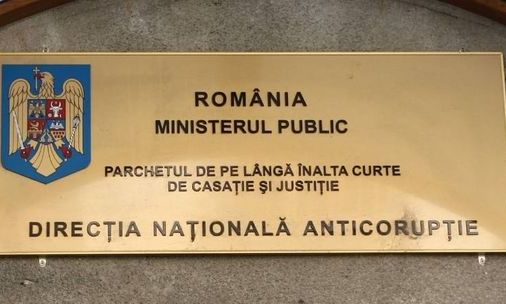 ROMÂNIA
MINISTERUL PUBLIC
PARCHETUL DE PE LÂNGĂ ÎNALTA CURTE
DE CASAȚIE ȘI JUSTIȚIE
DIRECȚIA NAȚIONALĂ ANTICORUPȚIE